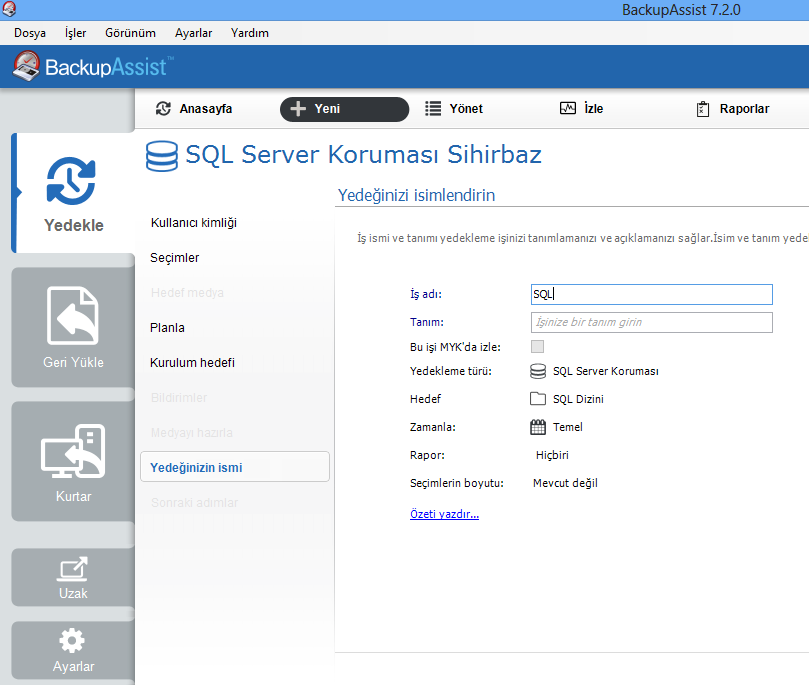 BackupAssist 7.2.0
Dosya İşler Görünüm Ayarlar Yardım
BackupAssist™
Anasayfa Yeni Yönet İzle Raporlar
SQL Server Koruması Sihirbaz
Yedekle
Geri Yükle
Kurtar
Uzak
Ayarlar
Kullanıcı kimliği
Seçimler
Hedef medya
Planla
Kurulum hedefi
Bildirimler
Medyayı hazırla
Yedeğinizin ismi
Sonraki adımlar
Yedeğinizi isimlendirin
İş ismi ve tanımı yedekleme işinizi tanımlamanızı ve açıklamanızı sağlar.İsim ve tanım yedek
İş adı: SQL
Tanım: İşinize bir tanım girin
Bu işi MYK'da izle:
Yedekleme türü: SQL Server Koruması
Hedef SQL Dizini
Zamanla: Temel
Rapor: Hiçbiri
Seçimlerin boyutu: Mevcut değil
Özeti yazdır...